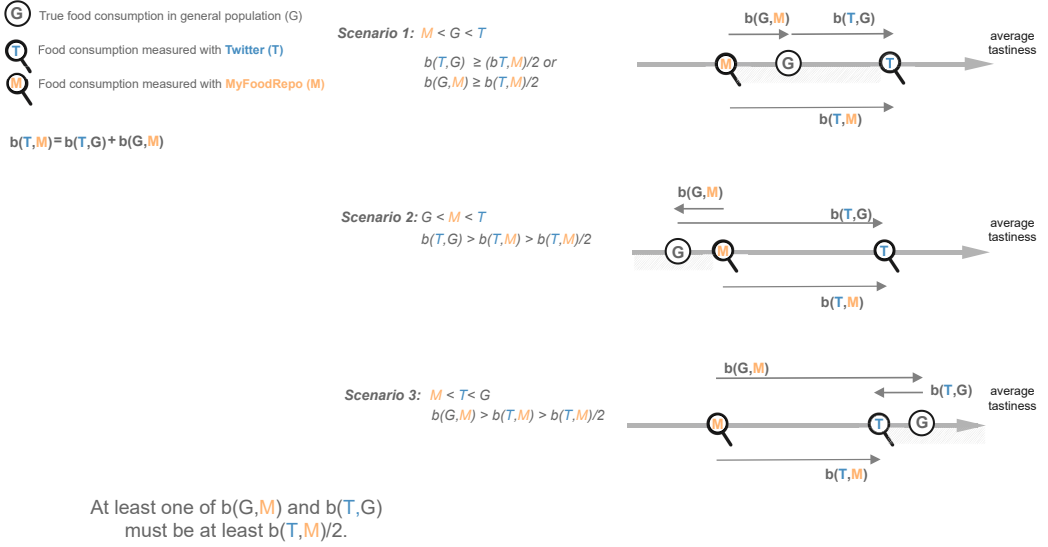 G True food consumption in general population (G)
T Food consumption measured with Twitter (T)
M Food consumption measured with MyFoodRepo (M)
b(T,M)=b(T,G)+b(G,M)
Scenario 1: M < G < T
b(T,G) ≥ (bT,M)/2 or
b(G,M) ≥ b(T,M)/2
b(G,M) b(T,G)
M G T
average
tastiness
b(T,M)
Scenario 2: G < M < T
b(T,G) > b(T,M) > b(T,M)/2
b(G,M)
b(T,G)
G M T
average
tastiness
b(T,M)
Scenario 3: M < T< G
b(G,M) > b(T,M) > b(T,M)/2
b(G,M)
b(T,G)
M T G
average
tastiness
b(T,M)
At least one of b(G,M) and b(T,G)
must be at least b(T,M)/2.